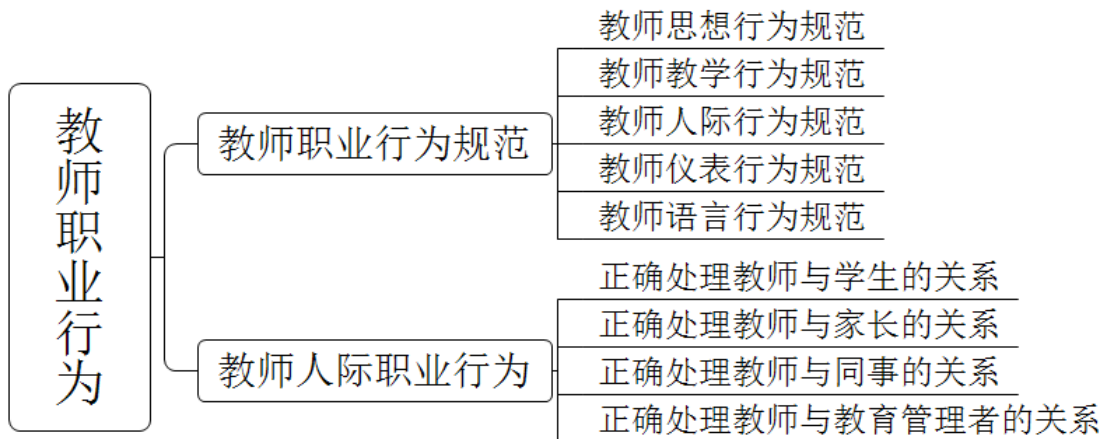 教师职业行为
教师职业行为规范
教师思想行为规范
教师教学行为规范
教师人际行为规范
教师仪表行为规范
教师语言行为规范
教师人际职业行为
正确处理教师与学生的关系
正确处理教师与家长的关系
正确处理教师与同事的关系
正确处理教师与教育管理者的关系